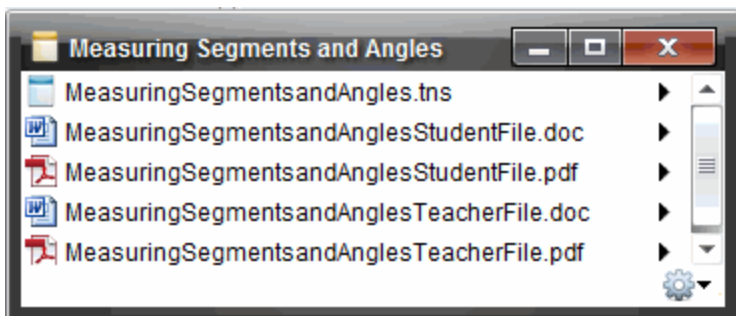 Measuring Segments and Angles
MeasuringSegmentsandAngles.tns
MeasuringSegmentsandAnglesStudentFile.doc
MeasuringSegmentsandAnglesStudentFile.pdf
MeasuringSegmentsandAnglesTeacherFile.doc
MeasuringSegmentsandAnglesTeacherFile.pdf